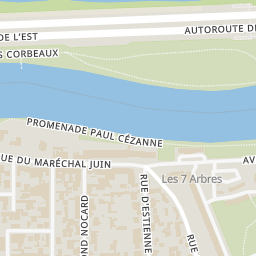 DE L'EST
AUTOROUTE DE
S CORBEAUX
PROMENADE PAUL CÉZANNE
UE DU MARÉCHAL JUIN
AV
Les 7 Arbres
RUE D'ESTIENNE
ND NOCARD